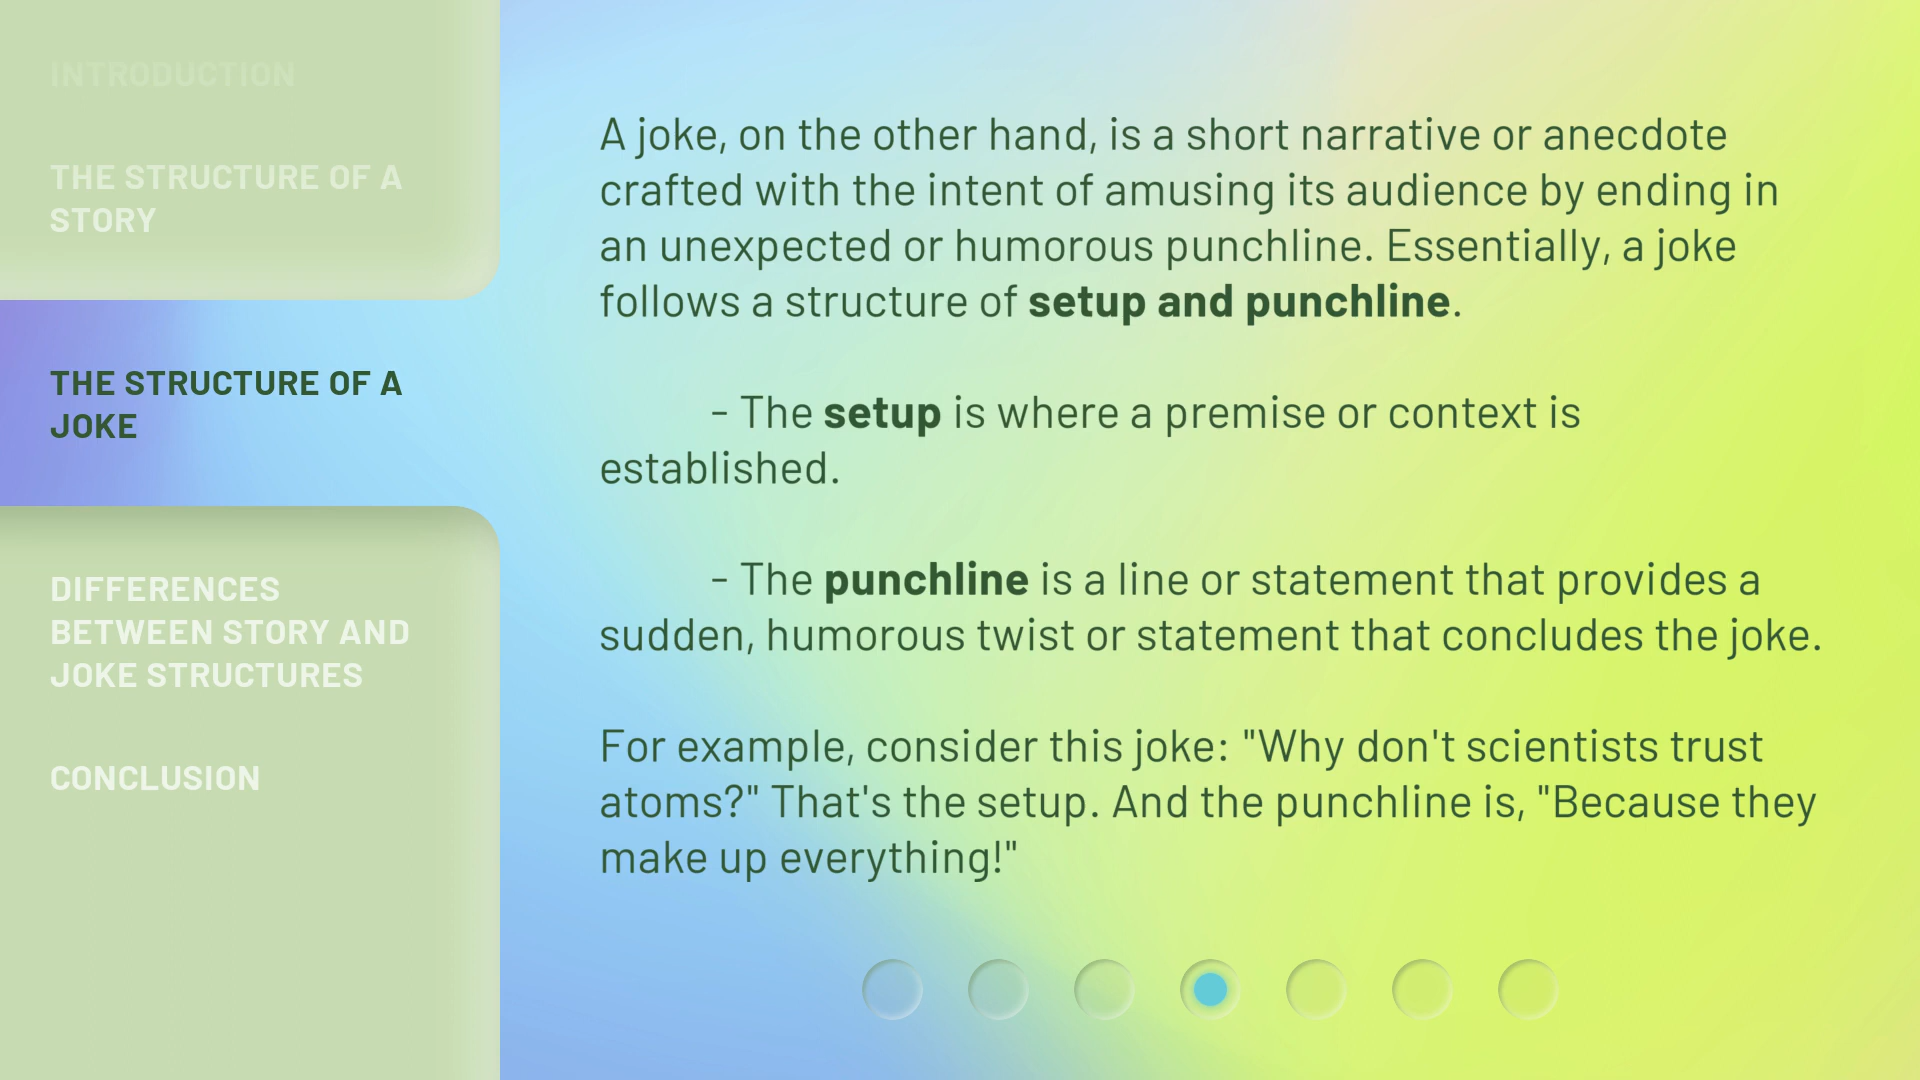 INTRODUCTION
THE STRUCTURE OF A
STORY
THE STRUCTURE OF A
JOKE
DIFFERENCES
BETWEEN STORY AND
JOKE STRUCTURES
CONCLUSION
A joke, on the other hand, is a short narrative or anecdote
crafted with the intent of amusing its audience by ending in
an unexpected or humorous punchline. Essentially, a joke
follows a structure of setup and punchline.
- The setup is where a premise or context is
established.
- The punchline is a line or statement that provides a
sudden, humorous twist or statement that concludes the joke.
For example, consider this joke: "Why don't scientists trust
atoms?" That's the setup. And the punchline is, "Because they
make up everything!"